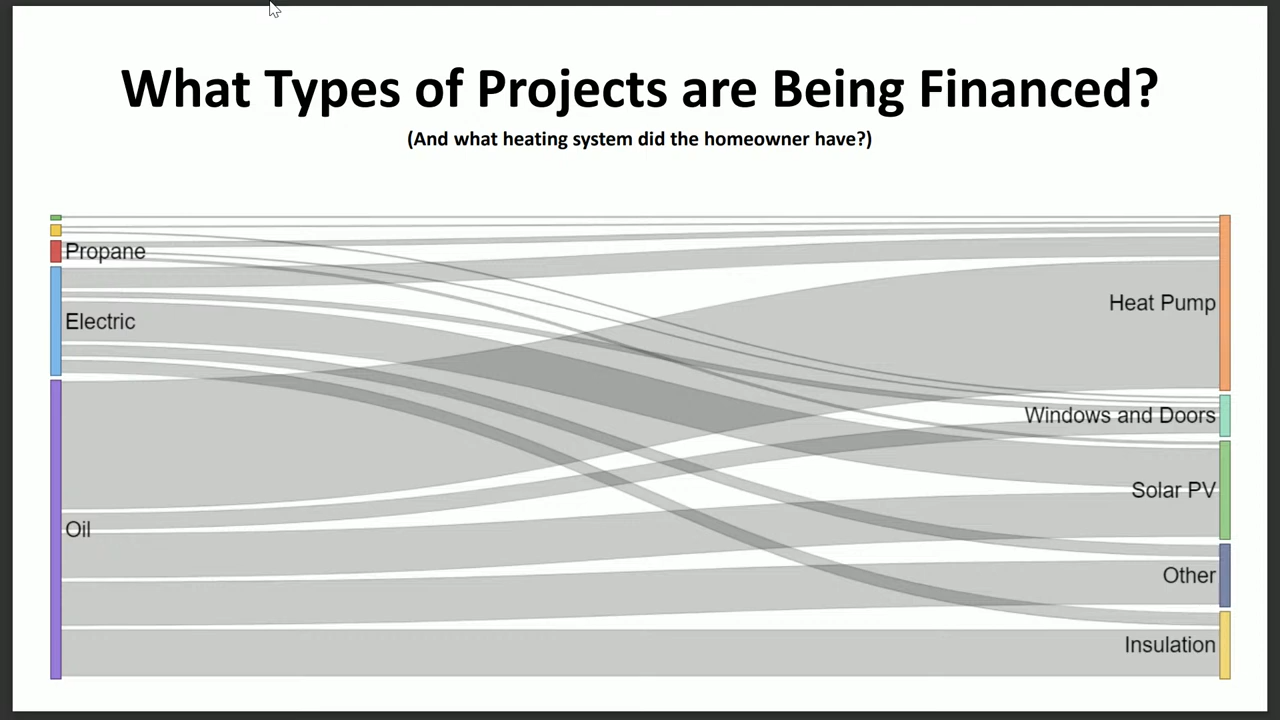 What Types of Projects are Being Financed?
(And what heating system did the homeowner have?)
Propane
Electric
Oil
Heat Pump
Windows and Doors
Solar PV
Other
Insulation